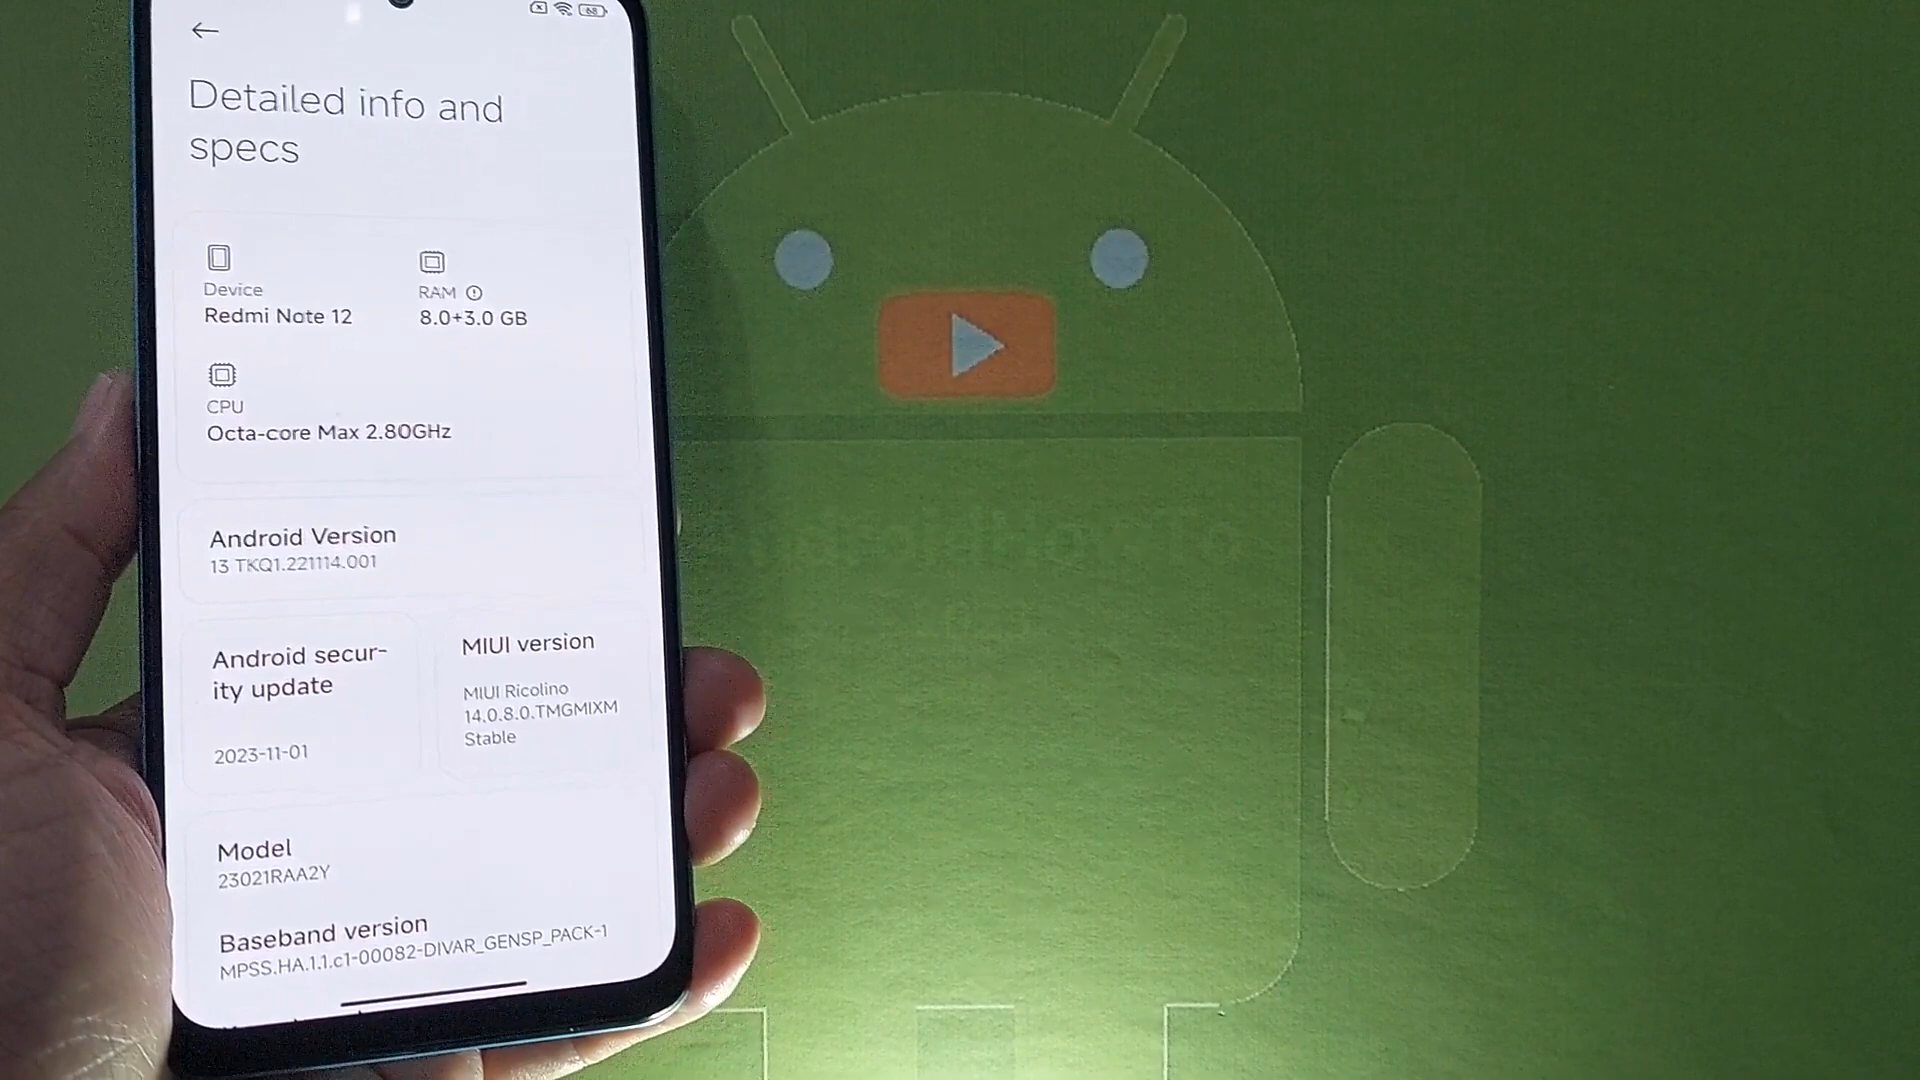 68
Detailed info and
specs
Device
Redmi Note 12
RAM
8.0+3.0 GB
CPU
Octa-core Max 2.80GHz
Android Version
13 TKQ1.221114.001
Android secur-
ity update
2023-11-01
MIUI version
MIUI Ricolino
14.0.8.0.TMGMIXM
Stable
Model
23021RAA2Y
Baseband version
MPSS.HA.1.1.c1-00082-DIVAR_GENSP_PACK-1